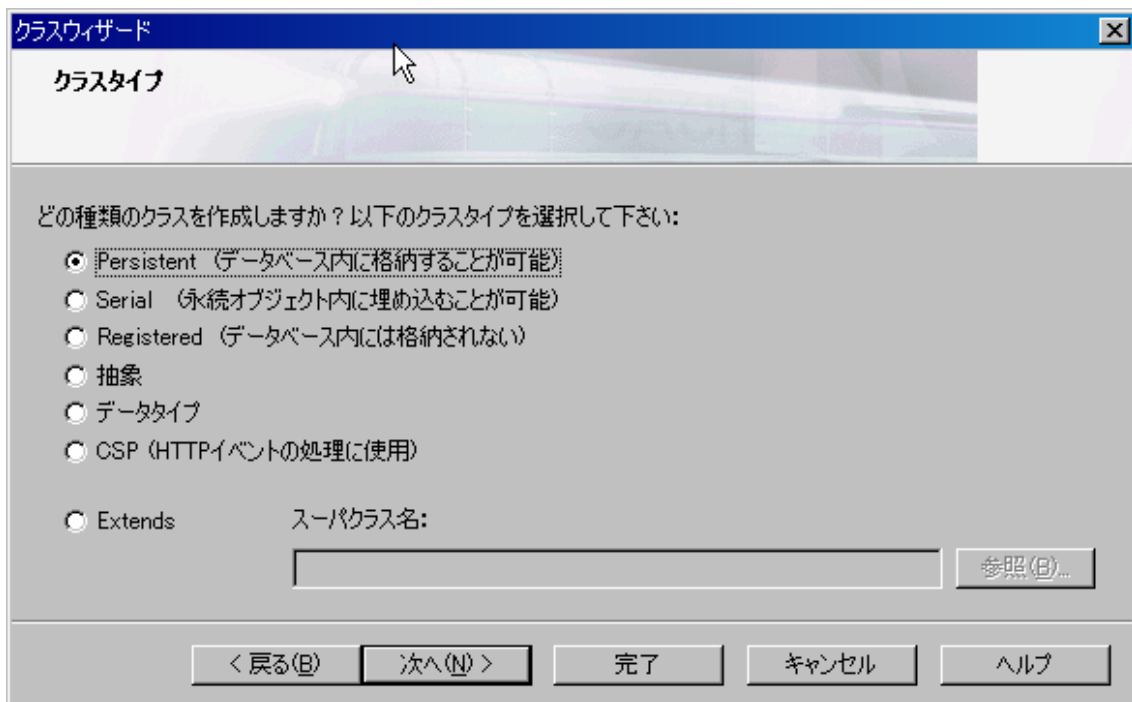 クラスウィザード
クラスタイプ
どの種類のクラスを作成しますか？以下のクラスタイプを選択して下さい：
Persistent （データベース内に格納することが可能）
Serial （永続オブジェクト内に埋め込むことが可能）
Registered （データベース内には格納されない）
抽象
データタイプ
CSP （HTTPイベントの処理に使用）
Extends スーパクラス名：
参照(B)...
< 戻る(B) 次へ(N) > 完了 キャンセル ヘルプ